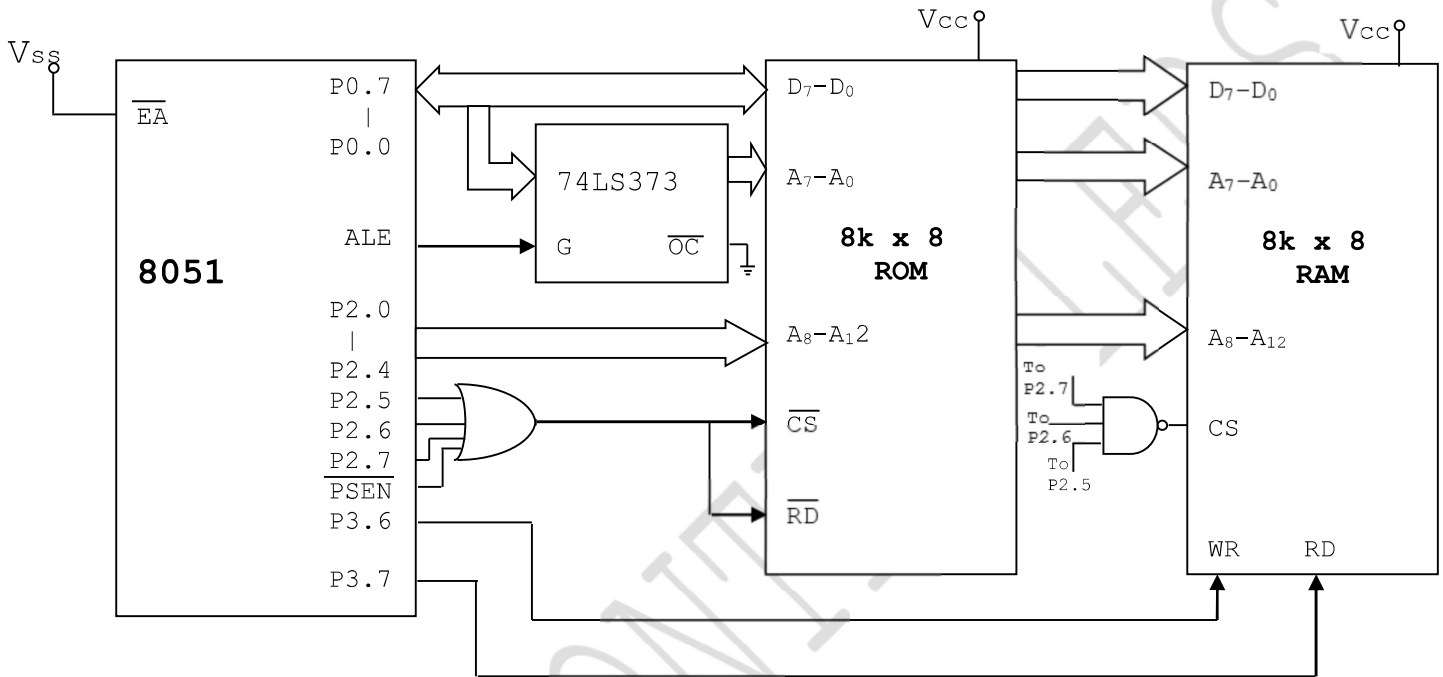 Vss
EA
P0.7
|
P0.0
ALE
8051
P2.0
|
P2.4
P2.5
P2.6
P2.7
PSEN
P3.6
P3.7
74LS373
G OC
Vcc
D7-D0
A7-A0
8k x 8
ROM
A8-A12
CS
RD
Vcc
D7-D0
A7-A0
8k x 8
RAM
A8-A12
To
P2.7
To
P2.6
To
P2.5
CS
WR RD